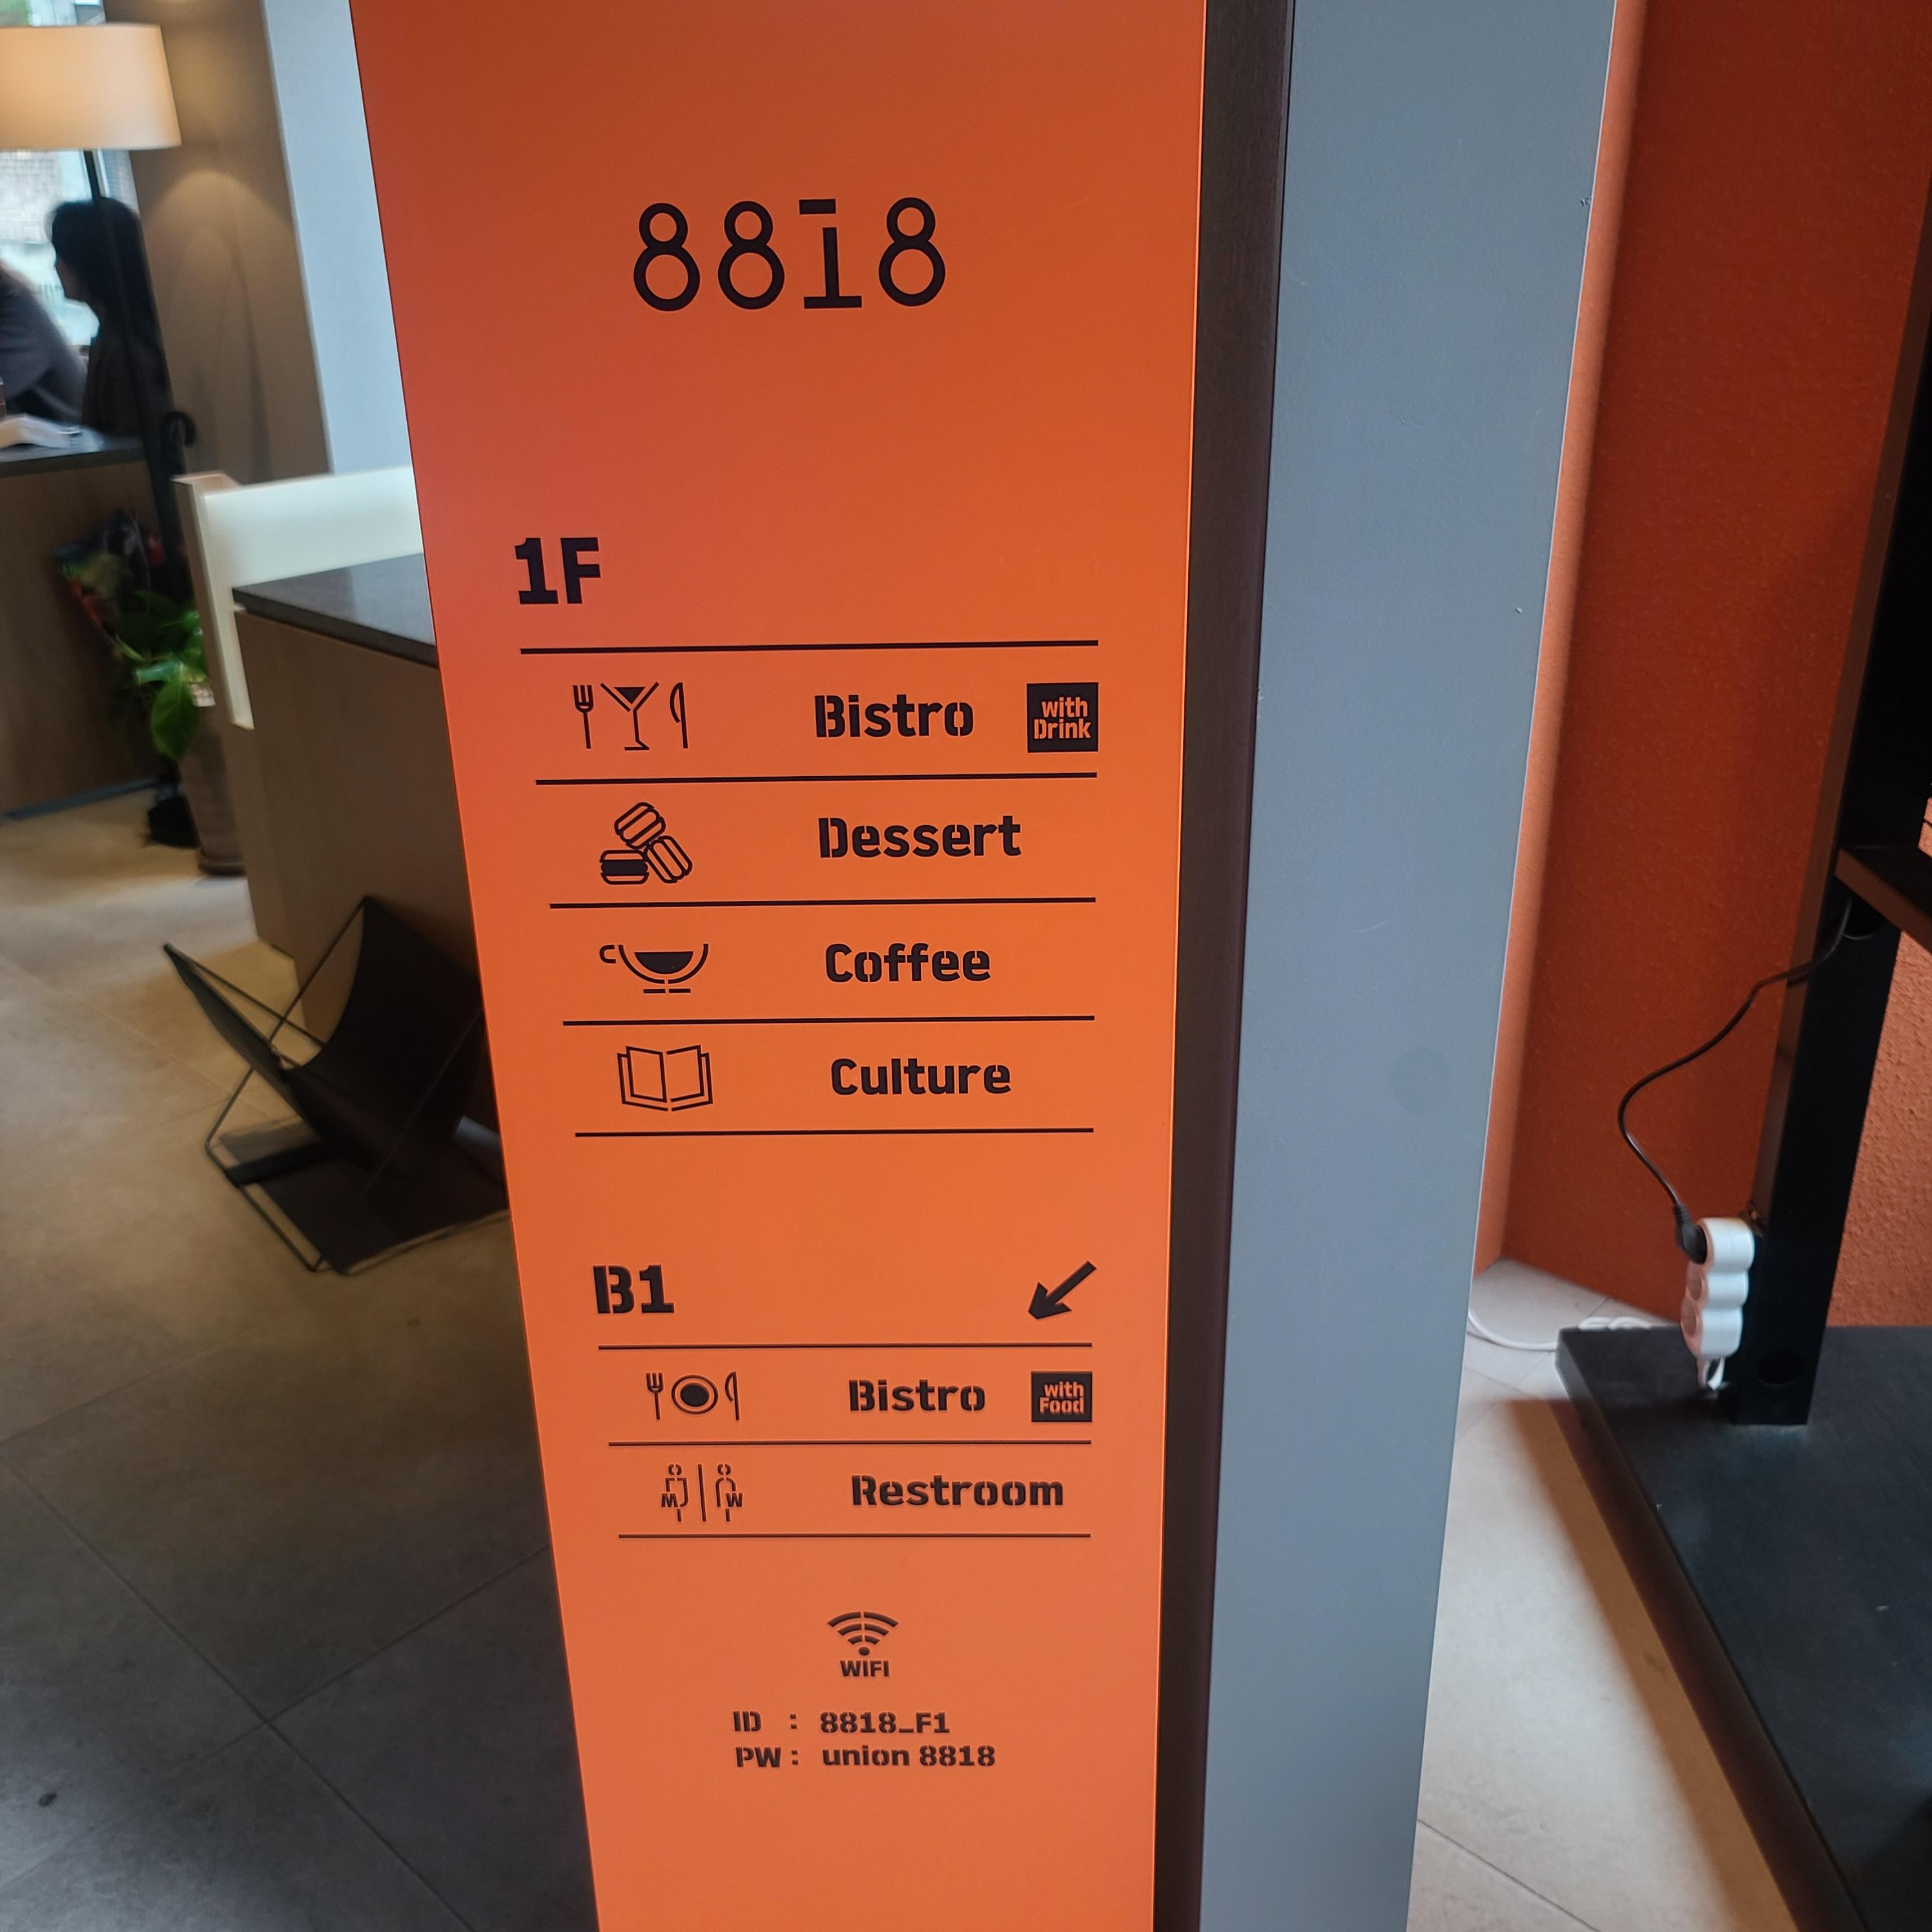 8818
1F
Bistro with Drink
Dessert
Coffee
Culture
B1
Bistro with Food
M W Restroom
WIFI
ID : 8818_F1
PW : union 8818